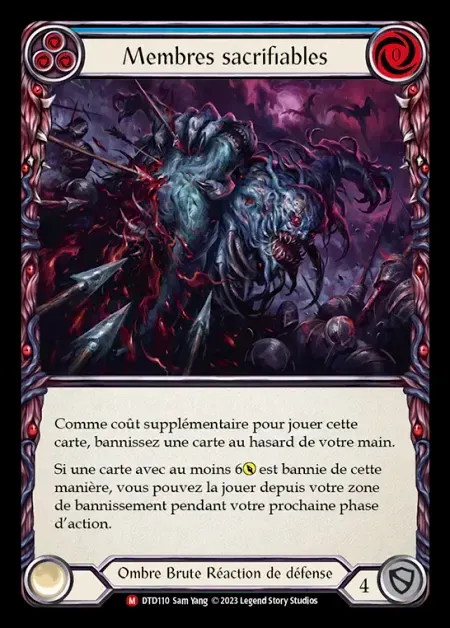 Membres sacrifiables
0
Comme coût supplémentaire pour jouer cette
carte, bannissez une carte au hasard de votre main.
Si une carte avec au moins 6 est bannie de cette
manière, vous pouvez la jouer depuis votre zone
de bannissement pendant votre prochaine phase
d'action.
Ombre Brute Réaction de défense
4
M DTD110 Sam Yang ©2023 Legend Story Studios